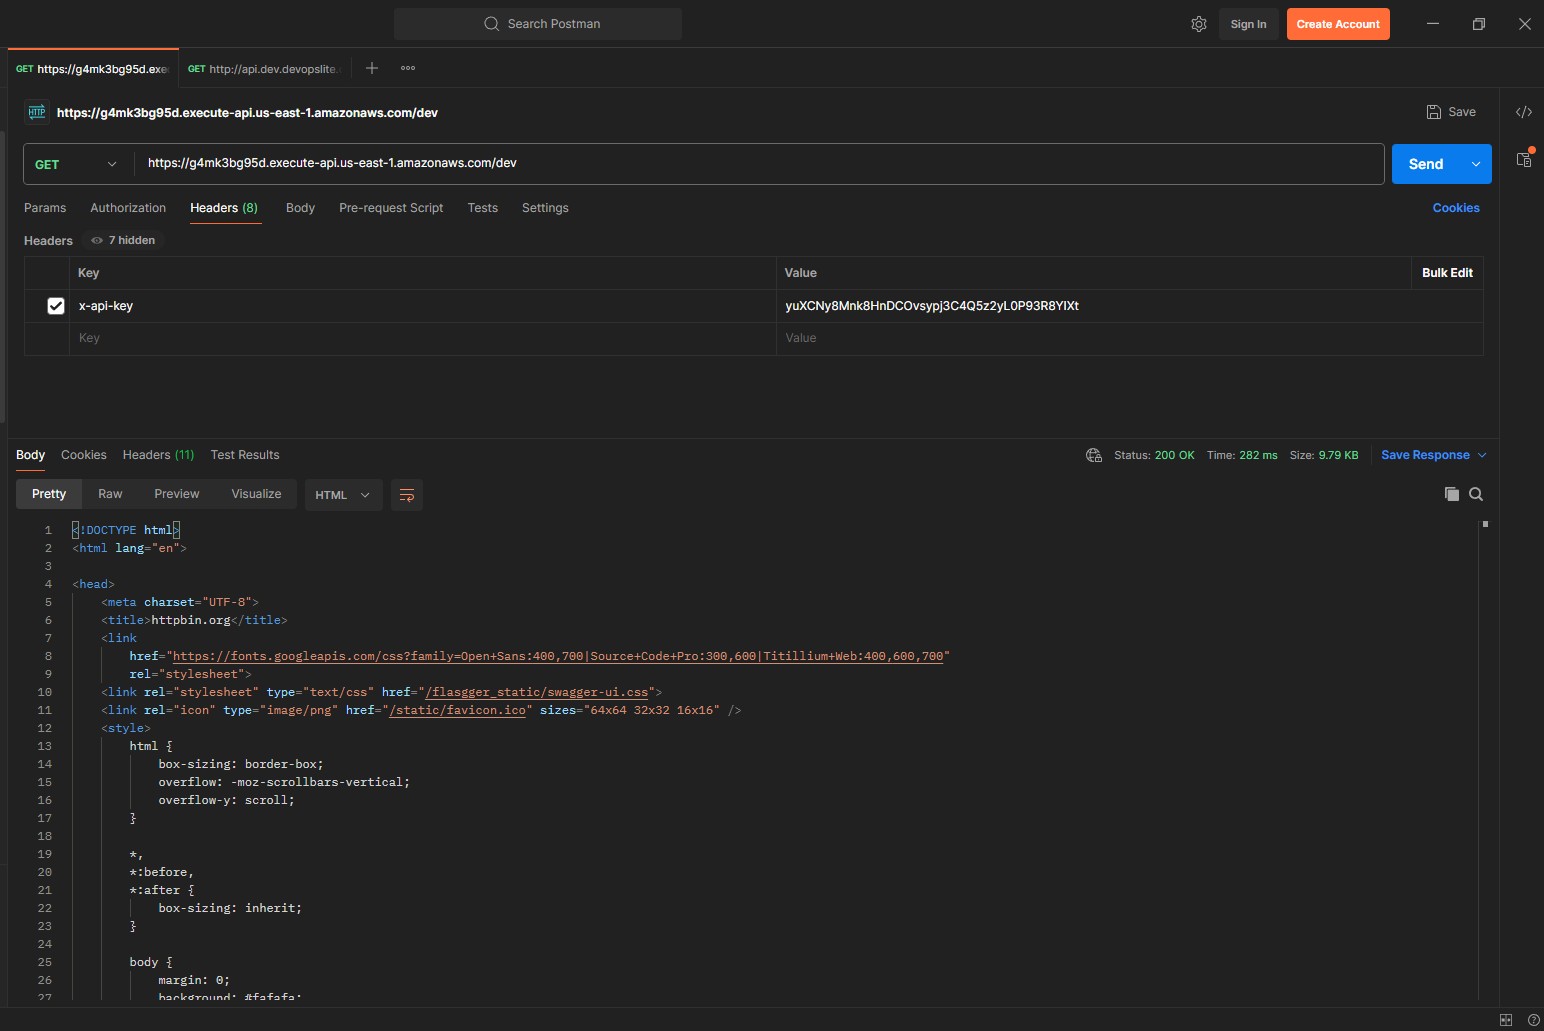 Search Postman
Sign In
Create Account
GET https://g4mk3bg95d.exe
GET http://api.dev.devopslite.
HTTP https://g4mk3bg95d.execute-api.us-east-1.amazonaws.com/dev
Save
GET https://g4mk3bg95d.execute-api.us-east-1.amazonaws.com/dev
Send
Params Authorization Headers (8) Body Pre-request Script Tests Settings
Cookies
Headers 7 hidden
Key Value Bulk Edit
x-api-key yuXCNy8Mnk8HnDCOvsypj3C4Q5z2yL0P93R8YIXt
Key Value
Body Cookies Headers (11) Test Results
Status: 200 OK Time: 282 ms Size: 9.79 KB Save Response
Pretty Raw Preview Visualize HTML
1 <!DOCTYPE html>
2 <html lang="en">
3
4 <head>
5 <meta charset="UTF-8">
6 <title>httpbin.org</title>
7 <link
8 href="https://fonts.googleapis.com/css?family=Open+Sans:400,700|Source+Code+Pro:300,600|Titillium+Web:400,600,700"
9 rel="stylesheet">
10 <link rel="stylesheet" type="text/css" href="/flasgger_static/swagger-ui.css">
11 <link rel="icon" type="image/png" href="/static/favicon.ico" sizes="64x64 32x32 16x16" />
12 <style>
13 html {
14 box-sizing: border-box;
15 overflow: -moz-scrollbars-vertical;
16 overflow-y: scroll;
17 }
18
19 *,
20 *:before,
21 *:after {
22 box-sizing: inherit;
23 }
24
25 body {
26 margin: 0;
27 background: #fafafa;